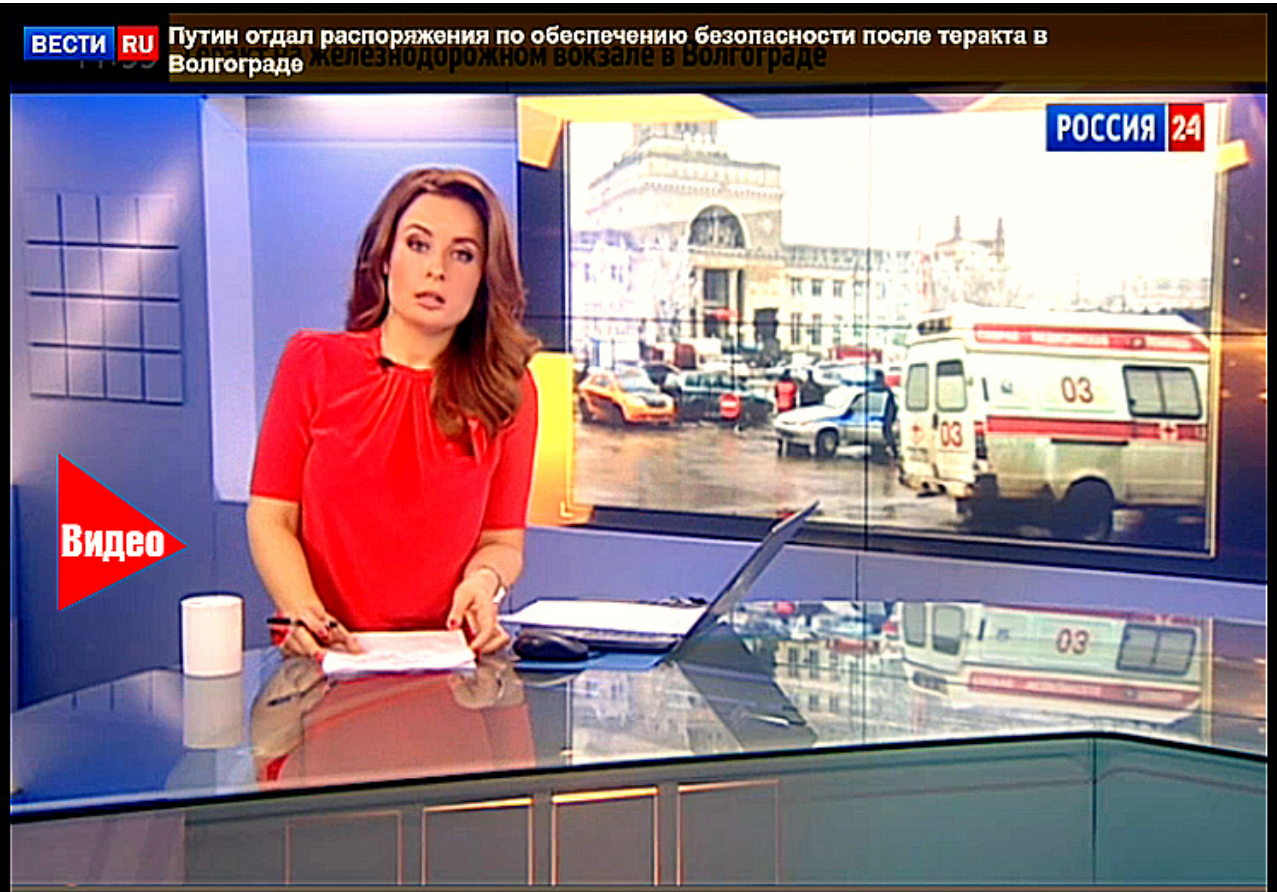 ВЕСТИ RU
Путин отдал распоряжения по обеспечению безопасности после теракта в
Волгограде
железнодорожном вокзале в Волгограде
РОССИЯ 24
03
03
Видео
03